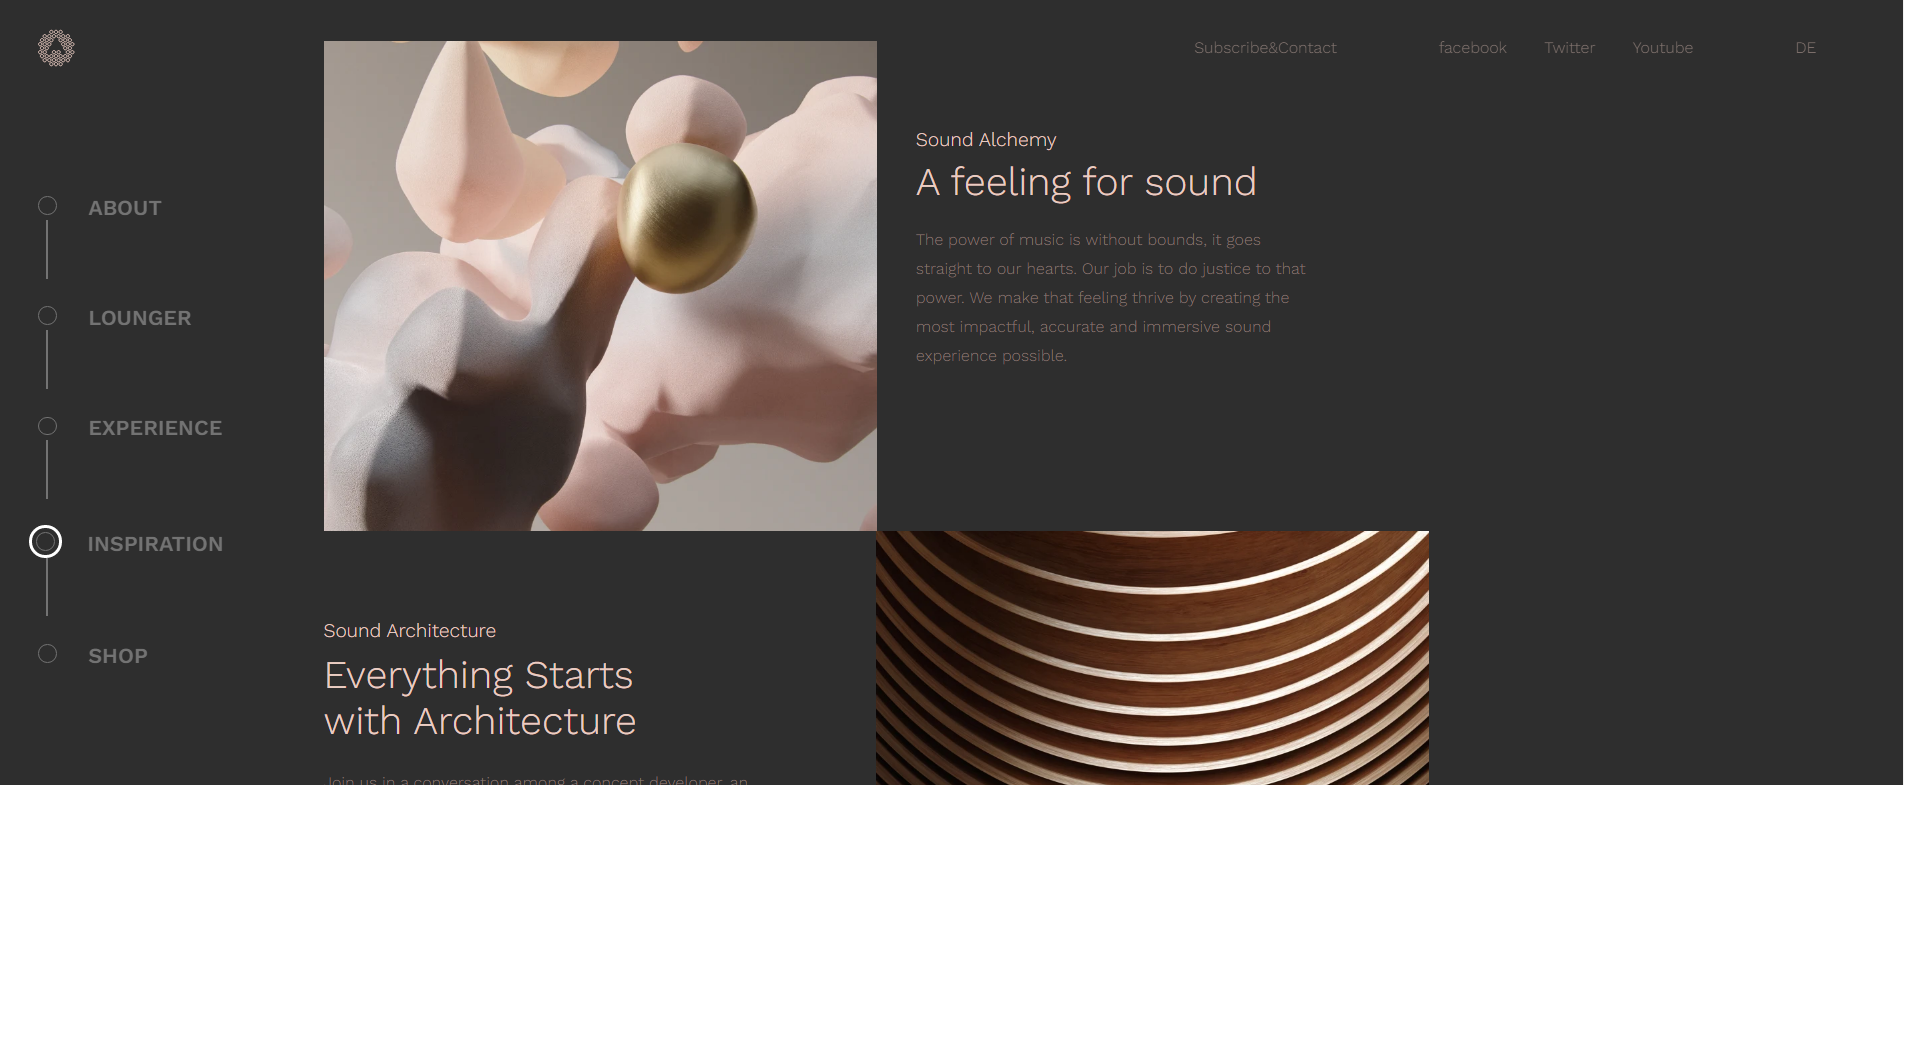 Subscribe&Contact
facebook
Twitter
Youtube
DE
ABOUT
LOUNGER
EXPERIENCE
INSPIRATION
SHOP
Sound Alchemy
A feeling for sound
The power of music is without bounds, it goes
straight to our hearts. Our job is to do justice to that
power. We make that feeling thrive by creating the
most impactful, accurate and immersive sound
experience possible.
Sound Architecture
Everything Starts
with Architecture
Join us in a conversation among a concept developer, an